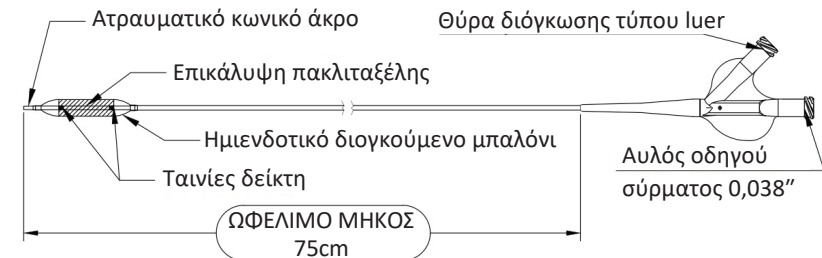 Ατραυματικό κωνικό άκρο
Θύρα διόγκωσης τύπου luer
Επικάλυψη πακλιταξέλης
Ημιενδοτικό διογκούμενο μπαλόνι
Ταινίες δείκτη
Αυλός οδηγού
σύρματος 0,038″
ΩΦΕΛΙΜΟ ΜΗΚΟΣ
75cm